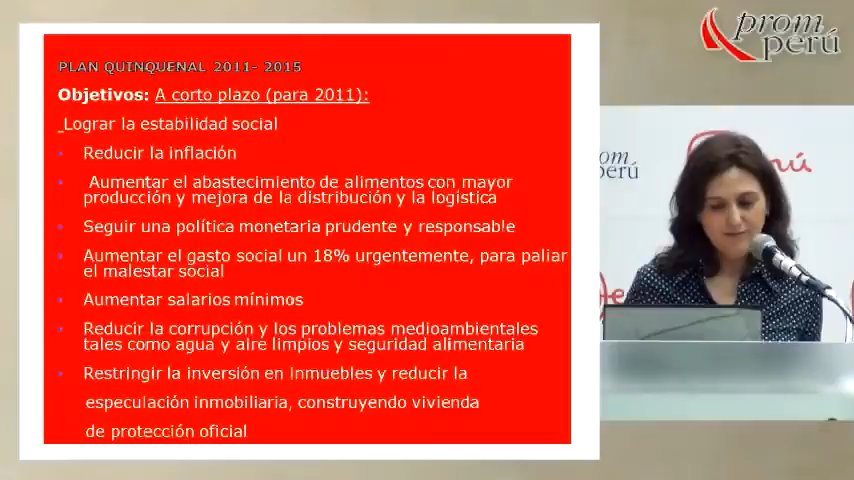 PLAN QUINQUENAL 2011- 2015
Objetivos: A corto plazo (para 2011):
_Lograr la estabilidad social
• Reducir la inflación
• Aumentar el abastecimiento de alimentos con mayor
producción y mejora de la distribución y la logistica
• Seguir una política monetaria prudente y responsable
• Aumentar el gasto social un 18% urgentemente, para paliar
el malestar social
• Aumentar salarios mínimos
• Reducir la corrupción y los problemas medioambientales
tales como agua y aire limpios y seguridad alimentaria
• Restringir la inversión en inmuebles y reducir la
especulación inmobiliaria, construyendo vivienda
de protección oficial
prom
perú
om
perú